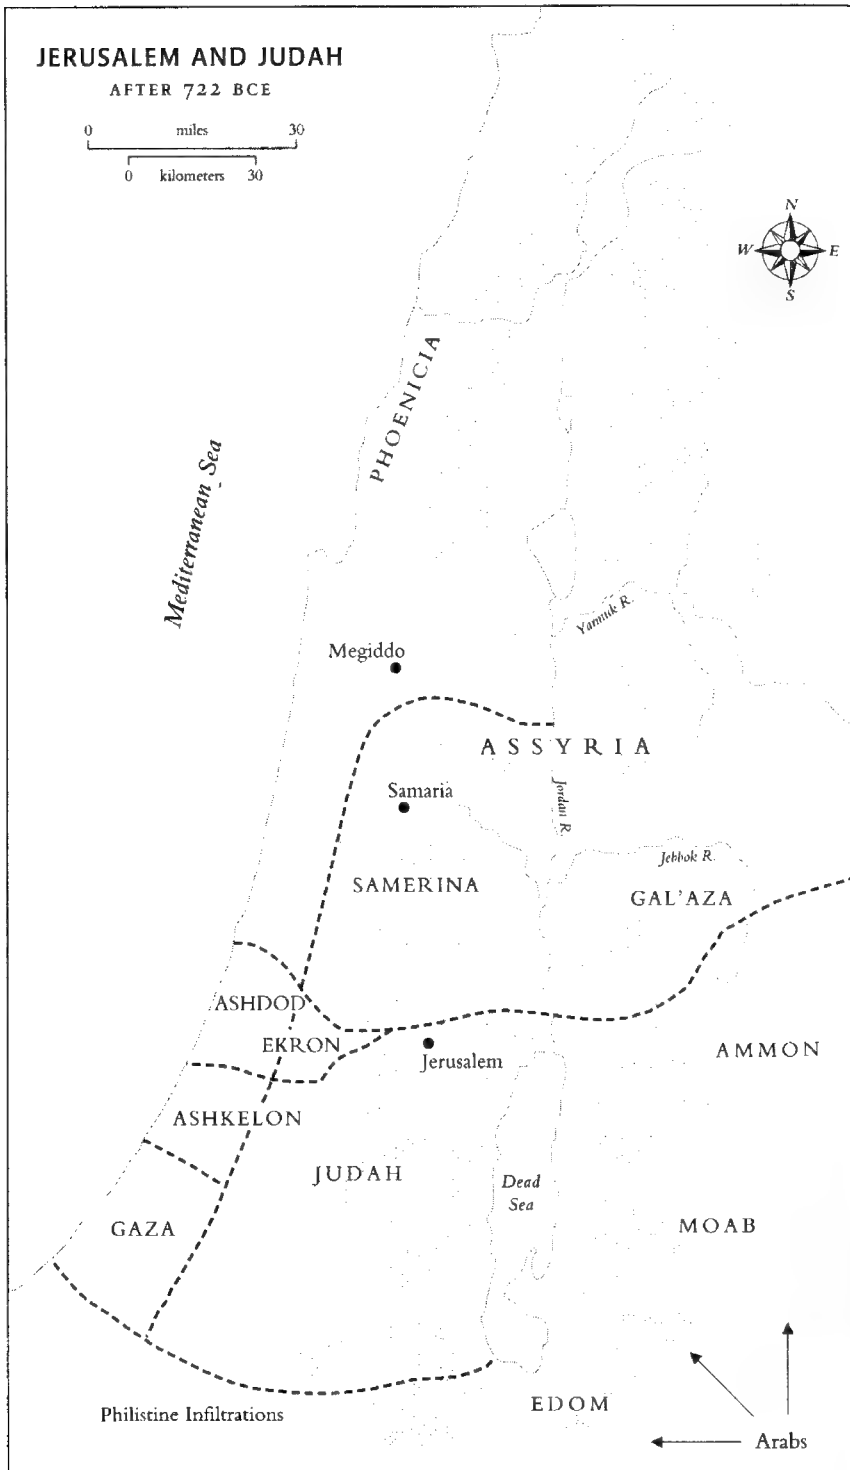 JERUSALEM AND JUDAH
AFTER 722 BCE
0 miles 30
0 kilometers 30
N
W E
S
PHOENICIA
Mediterranean Sea
Yarmuk R.
Megiddo
ASSYRIA
Samaria
Jordan R.
Jebbok R.
SAMERINA
GAL'AZA
ASHDOD
EKRON
Jerusalem
AMMON
ASHKELON
JUDAH
Dead
Sea
GAZA
MOAB
EDOM
Philistine Infiltrations
Arabs